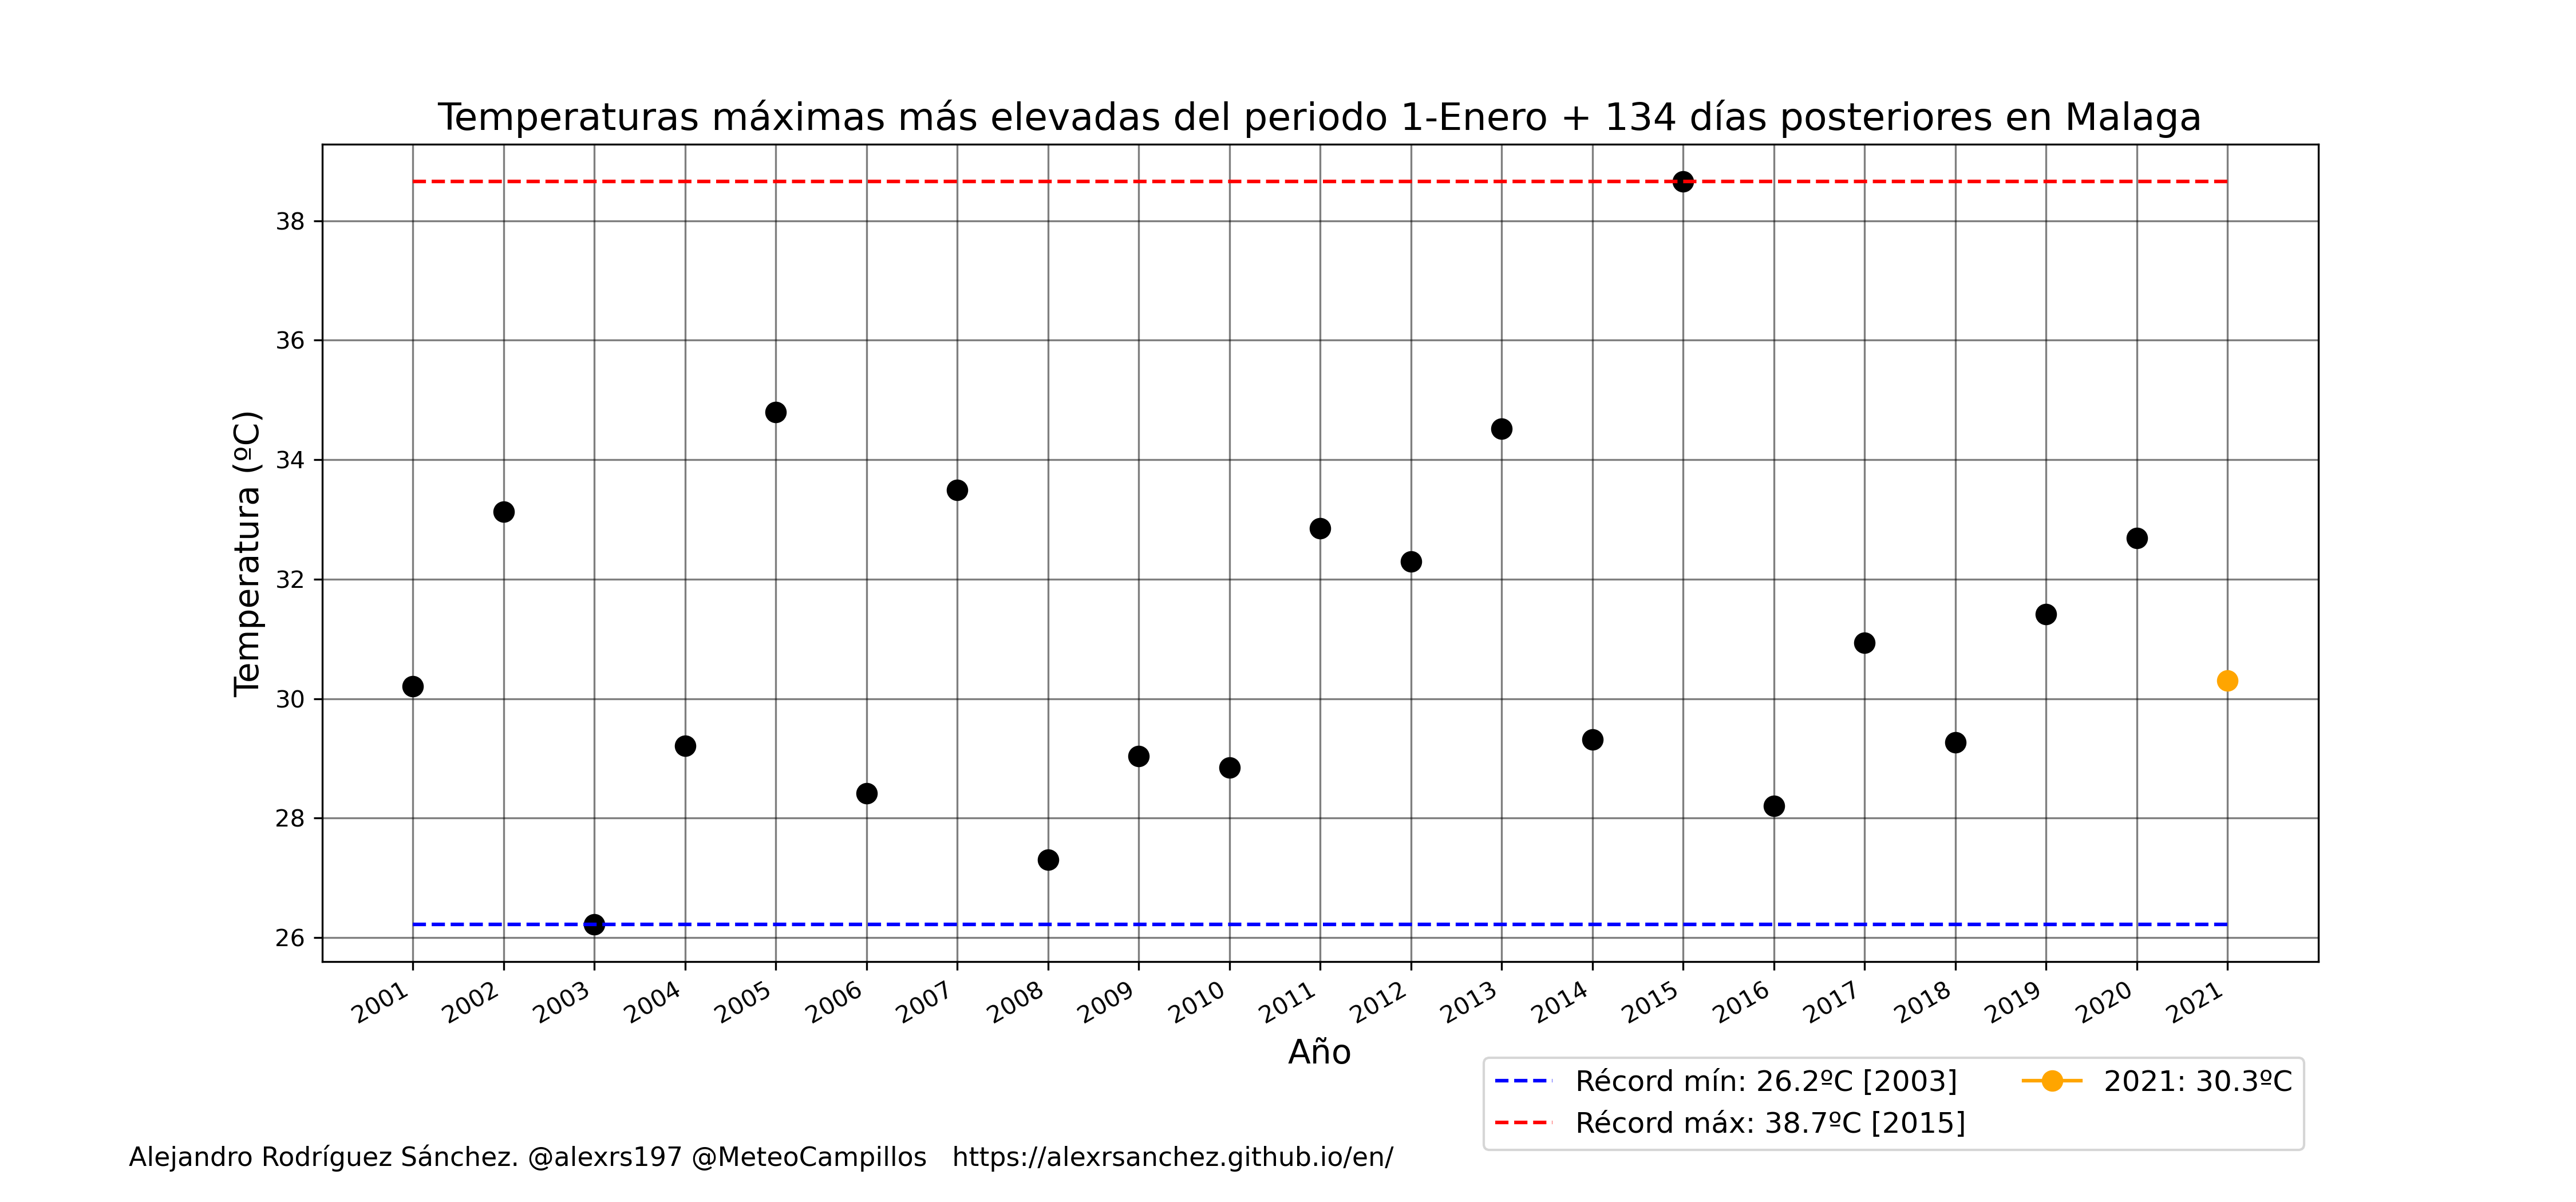 Temperaturas máximas más elevadas del periodo 1-Enero + 134 días posteriores en Malaga
Temperatura (ºC)
38
36
34
32
30
28
26
2001 2002 2003 2004 2005 2006 2007 2008 2009 2010 2011 2012 2013 2014 2015 2016 2017 2018 2019 2020 2021
Año
Récord mín: 26.2ºC [2003]
Récord máx: 38.7ºC [2015]
2021: 30.3ºC
Alejandro Rodríguez Sánchez. @alexrs197 @MeteoCampillos https://alexrsanchez.github.io/en/